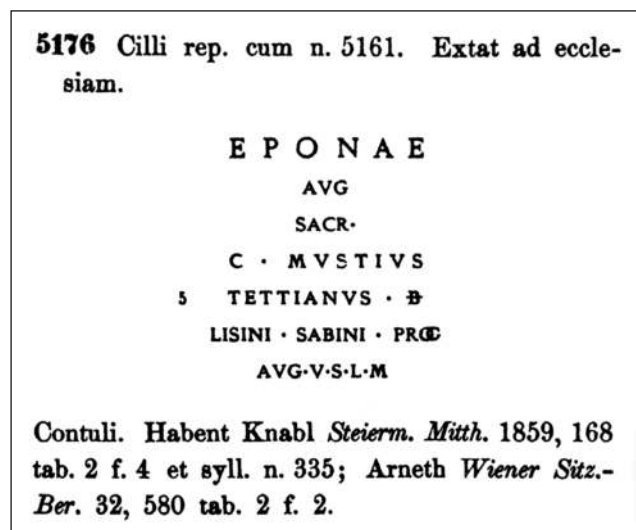 5176 Cilli rep. cum n. 5161. Extat ad eccle-
siam.
E P O N A E
AVG
SACR·
C · MVSTIVS
5 TETTIANVS · Ƀ
LISINI · SABINI · PROC
AVG·V·S·L·M
Contuli. Habent Knabl Steierm. Mitth. 1859, 168
tab. 2 f. 4 et syll. n. 335; Arneth Wiener Sitz.-
Ber. 32, 580 tab. 2 f. 2.